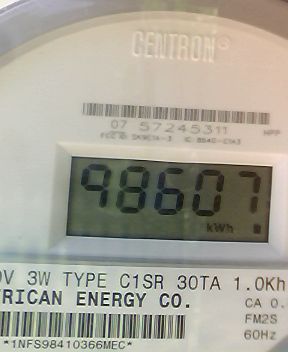 CENTRON®
07 57245311
98607
kWh
V 3W TYPE C1SR 30TA 1.0Kh
RICAN ENERGY CO.
CA 0.
FM2S
60Hz
*1NFS98410366MEC*